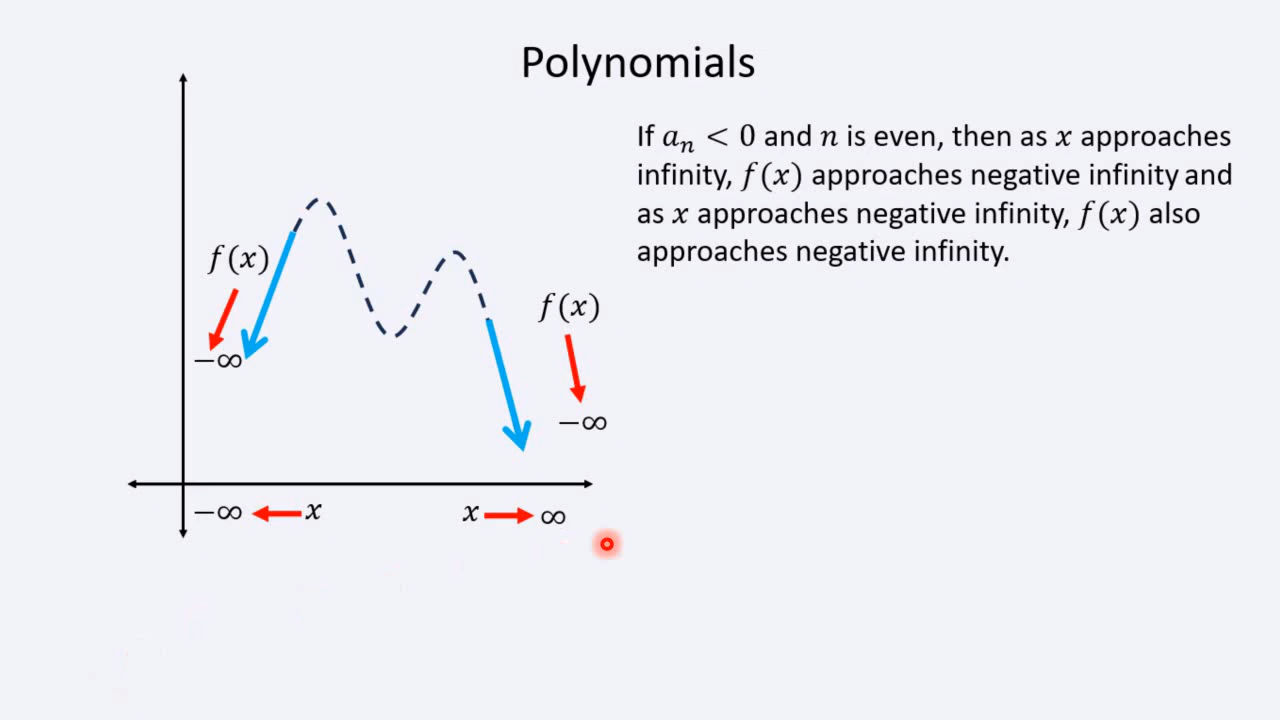 Polynomials
If aₙ < 0 and n is even, then as x approaches
infinity, f(x) approaches negative infinity and
as x approaches negative infinity, f(x) also
approaches negative infinity.
f(x)
−∞
f(x)
−∞
−∞ x
x ∞